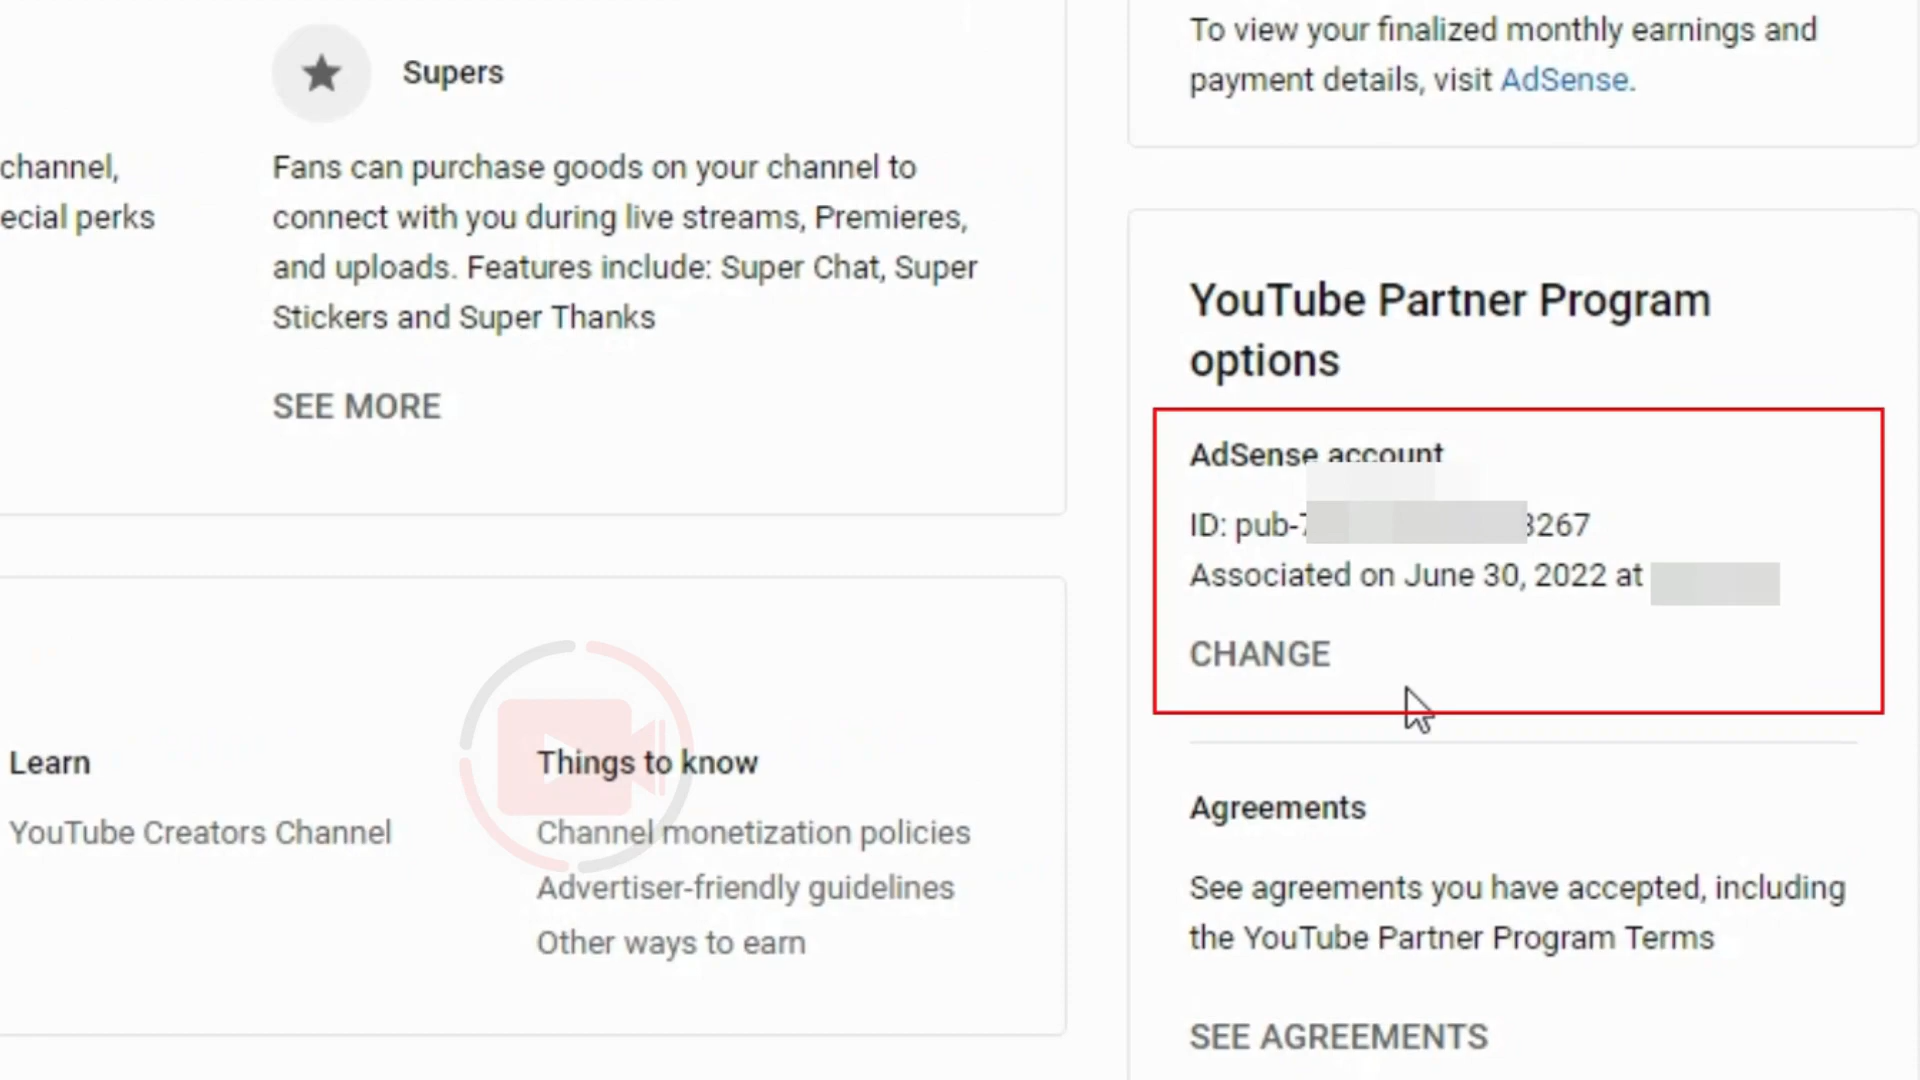 Supers
channel,
ecial perks
Fans can purchase goods on your channel to
connect with you during live streams, Premieres,
and uploads. Features include: Super Chat, Super
Stickers and Super Thanks
SEE MORE
Learn
YouTube Creators Channel
Things to know
Channel monetization policies
Advertiser-friendly guidelines
Other ways to earn
To view your finalized monthly earnings and
payment details, visit AdSense.
YouTube Partner Program
options
AdSense account
ID: pub-7 3267
Associated on June 30, 2022 at
CHANGE
Agreements
See agreements you have accepted, including
the YouTube Partner Program Terms
SEE AGREEMENTS